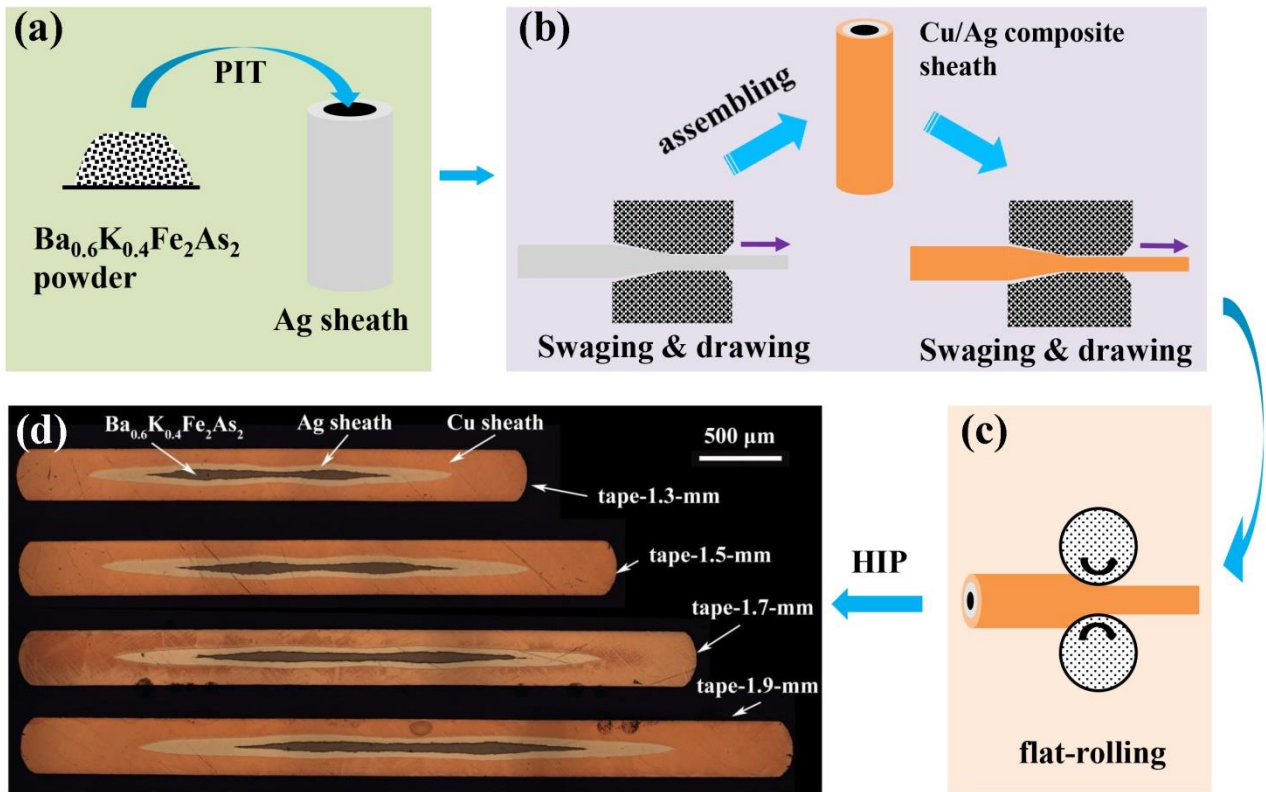 (a)
PIT
Ba₀.₆K₀.₄Fe₂As₂
powder
Ag sheath
(b)
Cu/Ag composite
sheath
assembling
Swaging & drawing
Swaging & drawing
(c)
flat-rolling
HIP
(d)
Ba₀.₆K₀.₄Fe₂As₂
Ag sheath
Cu sheath
500 μm
tape-1.3-mm
tape-1.5-mm
tape-1.7-mm
tape-1.9-mm